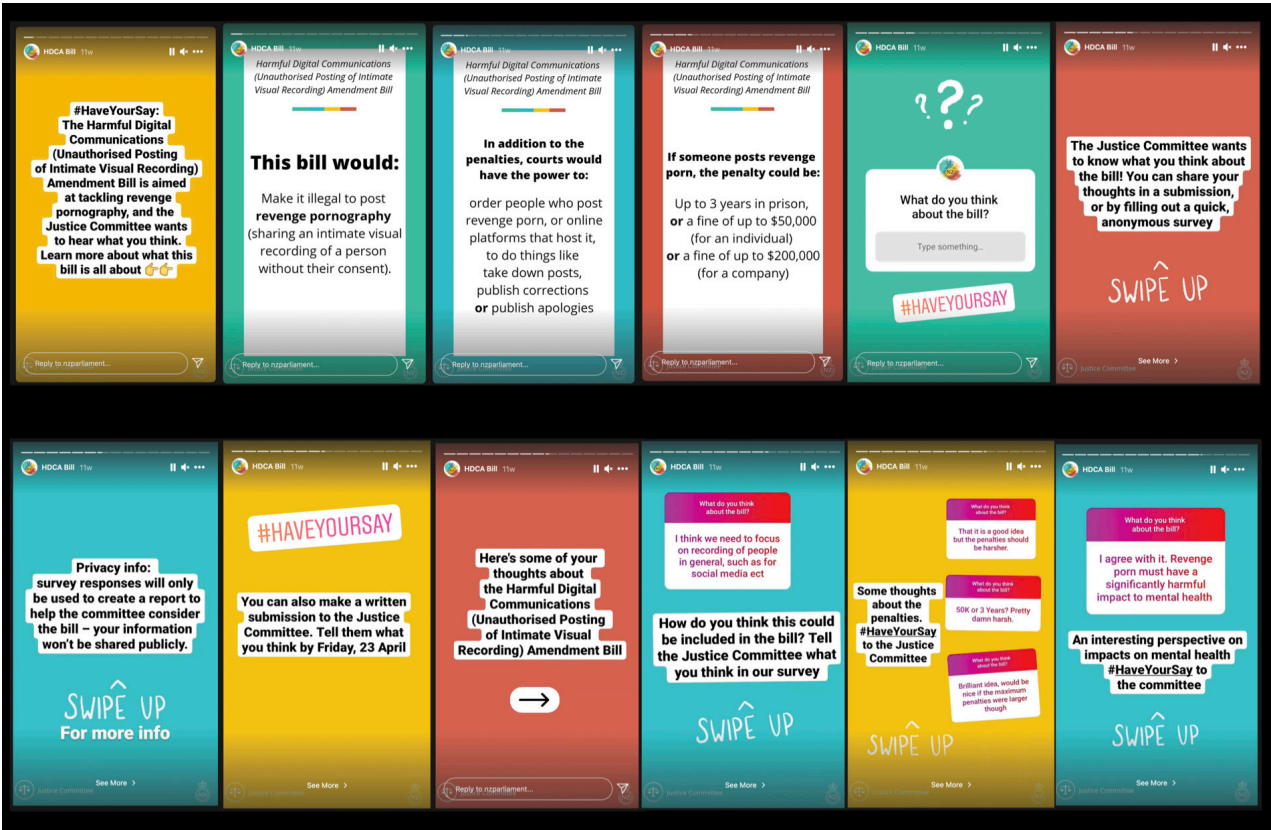 HDCA Bill 11w
#HaveYourSay:
The Harmful Digital
Communications
(Unauthorised Posting
of Intimate Visual Recording)
Amendment Bill is aimed
at tackling revenge
pornography, and the
Justice Committee wants
to hear what you think.
Learn more about what this
bill is all about 👉👉
Reply to nzparliament...
HDCA Bill 11w
Harmful Digital Communications
(Unauthorised Posting of Intimate
Visual Recording) Amendment Bill
This bill would:
Make it illegal to post
revenge pornography
(sharing an intimate visual
recording of a person
without their consent).
Reply to nzparliament...
HDCA Bill 11w
Harmful Digital Communications
(Unauthorised Posting of Intimate
Visual Recording) Amendment Bill
In addition to the
penalties, courts would
have the power to:
order people who post
revenge porn, or online
platforms that host it,
to do things like
take down posts,
publish corrections
or publish apologies
Reply to nzparliament...
HDCA Bill 11w
Harmful Digital Communications
(Unauthorised Posting of Intimate
Visual Recording) Amendment Bill
If someone posts revenge
porn, the penalty could be:
Up to 3 years in prison,
or a fine of up to $50,000
(for an individual)
or a fine of up to $200,000
(for a company)
Reply to nzparliament...
Justice Committee
HDCA Bill 11w
???
What do you think
about the bill?
Type something...
#HAVEYOURSAY
Reply to nzparliament...
HDCA Bill 11w
The Justice Committee wants
to know what you think about
the bill! You can share your
thoughts in a submission,
or by filling out a quick,
anonymous survey
SWIPE UP
See More >
Justice Committee
HDCA Bill 11w
Privacy info:
survey responses will only
be used to create a report to
help the committee consider
the bill – your information
won't be shared publicly.
SWIPE UP
For more info
See More >
Justice Committee
HDCA Bill 11w
#HAVEYOURSAY
You can also make a written
submission to the Justice
Committee. Tell them what
you think by Friday, 23 April
See More >
Justice Committee
HDCA Bill 11w
Here's some of your
thoughts about
the Harmful Digital
Communications
(Unauthorised Posting
of Intimate Visual
Recording) Amendment Bill
Reply to nzparliament...
HDCA Bill 11w
What do you think
about the bill?
I think we need to focus
on recording of people
in general, such as for
social media ect
How do you think this could
be included in the bill? Tell
the Justice Committee what
you think in our survey
SWIPE UP
See More >
Justice Committee
HDCA Bill 11w
What do you think
about the bill?
That it is a good idea
but the penalties should
be harsher.
What do you think
about the bill?
50K or 3 Years? Pretty
damn harsh.
Some thoughts
about the
penalties.
#HaveYourSay
to the Justice
Committee
What do you think
about the bill?
Brilliant idea, would be
nice if the maximum
penalties were larger
though
SWIPE UP
See More >
Justice Committee
HDCA Bill 11w
What do you think
about the bill?
I agree with it. Revenge
porn must have a
significantly harmful
impact to mental health
An interesting perspective on
impacts on mental health
#HaveYourSay to
the committee
SWIPE UP
See More >
Justice Committee